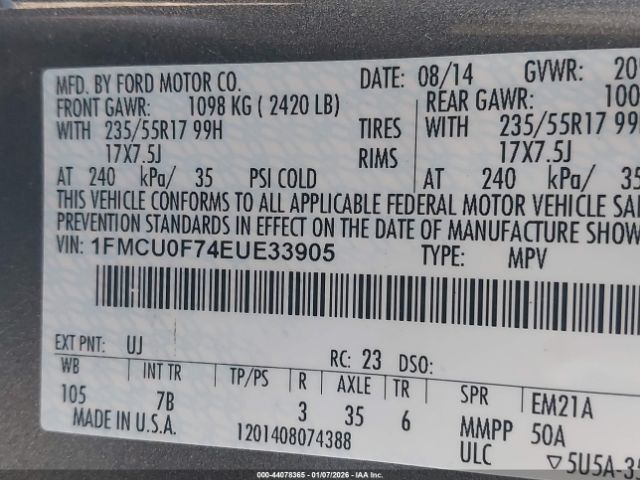 MFD. BY FORD MOTOR CO. DATE: 08/14 GVWR: 20
FRONT GAWR: 1098 KG ( 2420 LB) REAR GAWR: 100
WITH 235/55R17 99H TIRES WITH 235/55R17 99H
17X7.5J RIMS 17X7.5J
AT 240 kPa/ 35 PSI COLD AT 240 kPa/ 35
THIS VEHICLE CONFORMS TO ALL APPLICABLE FEDERAL MOTOR VEHICLE SA
PREVENTION STANDARDS IN EFFECT ON THE DATE OF MANUFACTURE SHOW
VIN: 1FMCU0F74EUE33905 TYPE: MPV
EXT PNT: UJ RC: 23 DSO:
WB INT TR TP/PS R AXLE TR SPR EM21A
105 7B 3 35 6 MMPP 50A
MADE IN U.S.A. 1201408074388 ULC ▽5U5A-35
©IAA 000-44078365 - 01/07/2026 - IAAI.COM